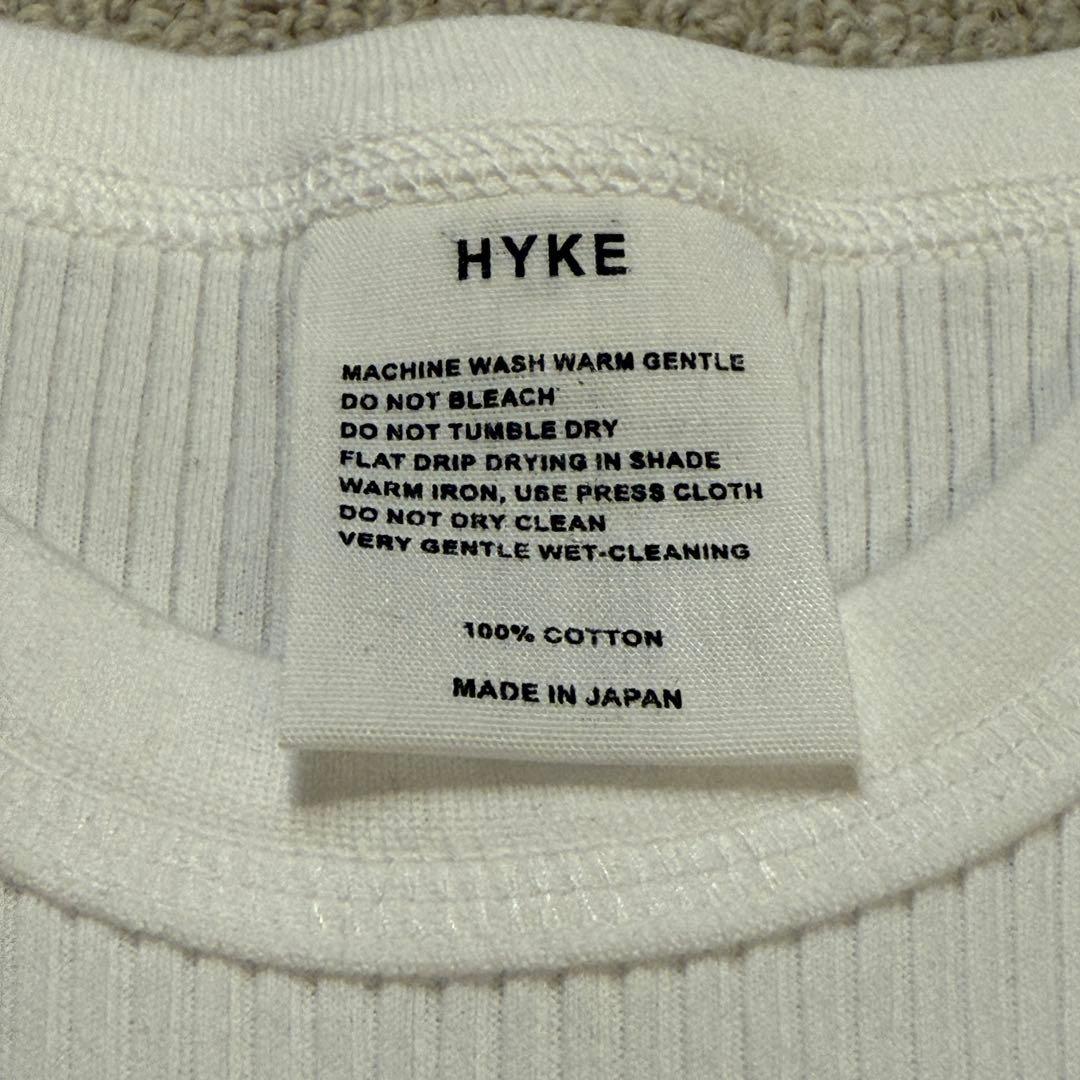 HYKE
MACHINE WASH WARM GENTLE
DO NOT BLEACH
DO NOT TUMBLE DRY
FLAT DRIP DRYING IN SHADE
WARM IRON, USE PRESS CLOTH
DO NOT DRY CLEAN
VERY GENTLE WET-CLEANING
100% COTTON
MADE IN JAPAN